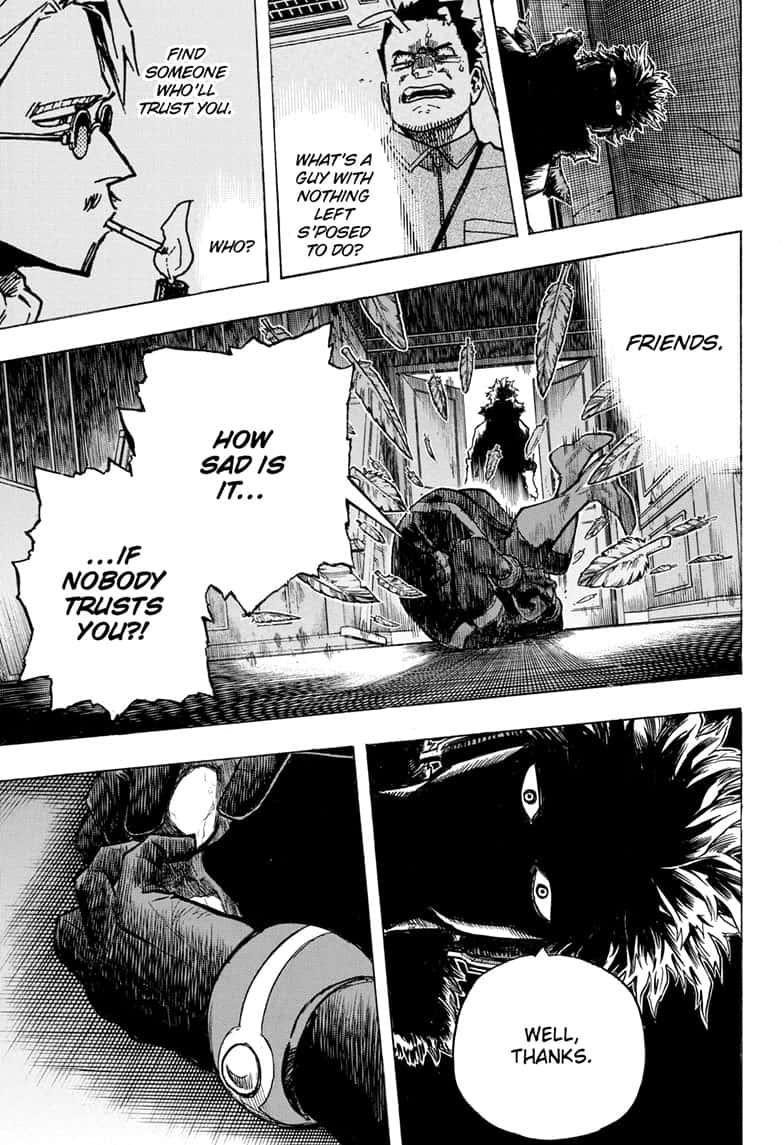 WHAT'S A
GUY WITH
NOTHING
LEFT
S'POSED
TO DO?
FIND
SOMEONE
WHO'LL
TRUST YOU.
WHO?
FRIENDS.
HOW
SAD IS
IT...
...IF
NOBODY
TRUSTS
YOU?!
WELL,
THANKS.